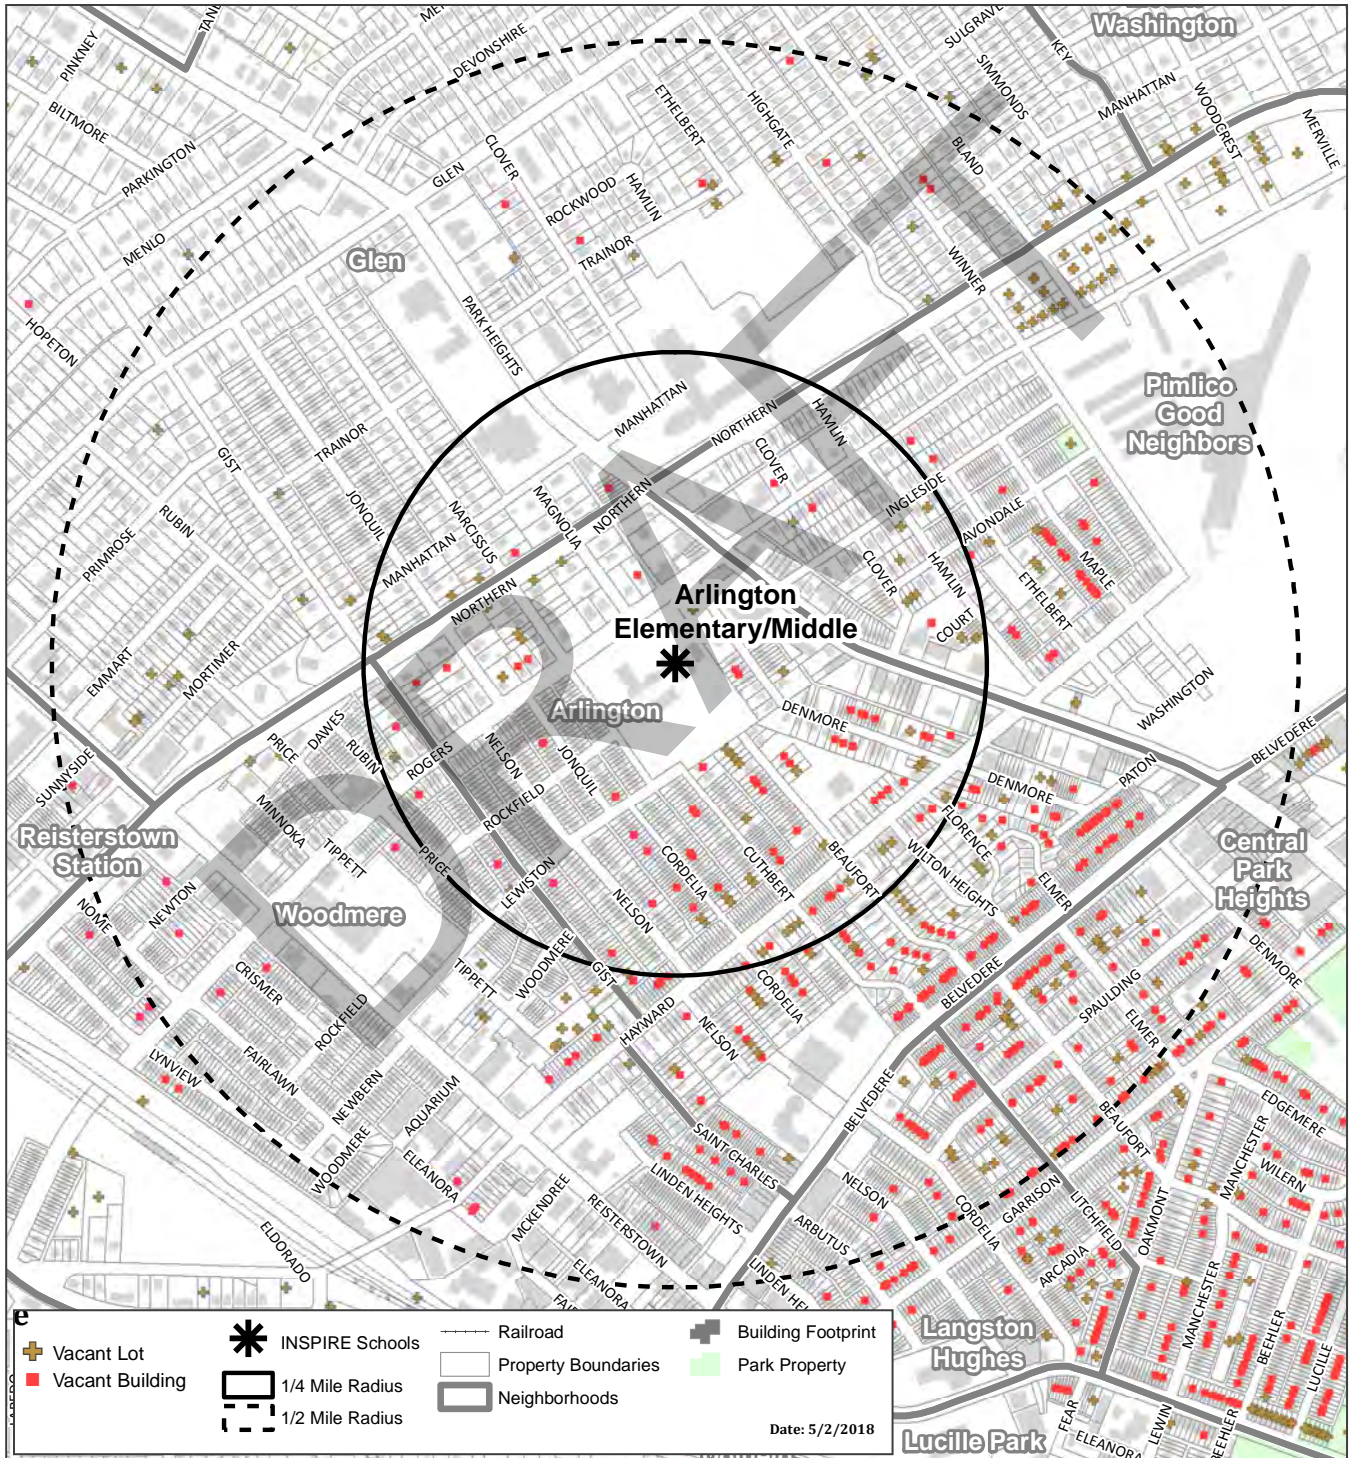 Washington
TANE
ME
PINKNEY
DEVONSHIRE
SULGRAVE
KEY
SIMMONDS
BILTMORE
ETHELBERT
HIGHGATE
MANHATTAN
WOODCREST
MERVILLE
PARKINGTON
CLOVER
BLAND
GLEN
ROCKWOOD
HAMLIN
MENLO
TRAINOR
Glen
WINNER
HOPETON
PARK HEIGHTS
Pimlico
Good
Neighbors
MANHATTAN
NORTHERN
HAMLIN
GIST
TRAINOR
CLOVER
JONQUIL
NARCISSUS
MAGNOLIA
NORTHERN
INGLESIDE
RUBIN
AVONDALE
PRIMROSE
MANHATTAN
CLOVER
HAMLIN
MAPLE
ETHELBERT
NORTHERN
Arlington
Elementary/Middle
COURT
EMMART
MORTIMER
WASHINGTON
Arlington
DENMORE
PRICE
DAWES
RUBIN
ROGERS
NELSON
JONQUIL
BELVEDERE
SUNNYSIDE
DENMORE
PATON
MINNOKA
ROCKFIELD
FLORENCE
Reisterstown
Station
TIPPETT
PRICE
CORDELIA
CUTHBERT
BEAUFORT
WILTON HEIGHTS
Central
Park
Heights
LEWISTON
NELSON
ELMER
NOME
NEWTON
Woodmere
WOODMERE
DENMORE
CRISMER
TIPPETT
GIST
CORDELIA
BELVEDERE
SPAULDING
ROCKFIELD
HAYWARD
NELSON
ELMER
LYNVIEW
FAIRLAWN
NEWBERN
AQUARIUM
BELVEDERE
BEAUFORT
EDGEMERE
MANCHESTER
WOODMERE
SAINT CHARLES
WILERN
ELEANORA
LINDEN HEIGHTS
NELSON
GARRISON
LITCHFIELD
OAKMONT
MCKENDREE
REISTERSTOWN
CORDELIA
ARBUTUS
ARCADIA
ELDORADO
ELEANORA
LINDEN HEI
MANCHESTER
FAI
BEEHLER
LUCILLE
Langston
Hughes
FEAR
LEWIN
BEEHLER
ELEANORA
Lucille Park
DRAFT
e
Vacant Lot
Vacant Building
INSPIRE Schools
1/4 Mile Radius
1/2 Mile Radius
Railroad
Property Boundaries
Neighborhoods
Building Footprint
Park Property
Date: 5/2/2018